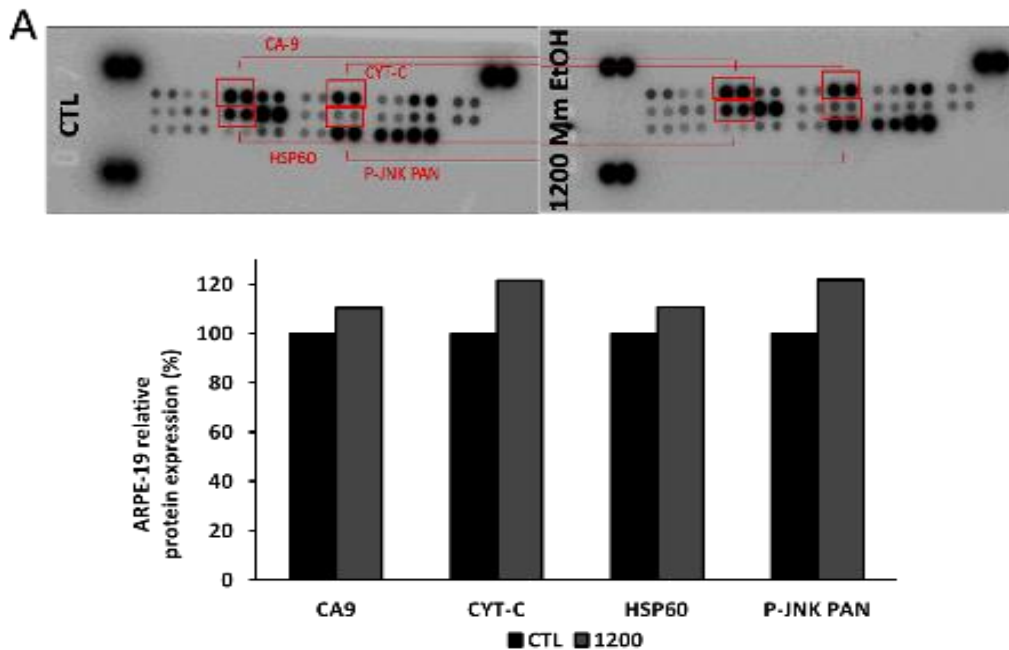 A
CTL
CA-9
CYT-C
HSP60
P-JNK PAN
1200 Mm EtOH
ARPE-19 relative
protein expression (%)
120
100
80
60
40
20
0
CA9 CYT-C HSP60 P-JNK PAN
CTL 1200